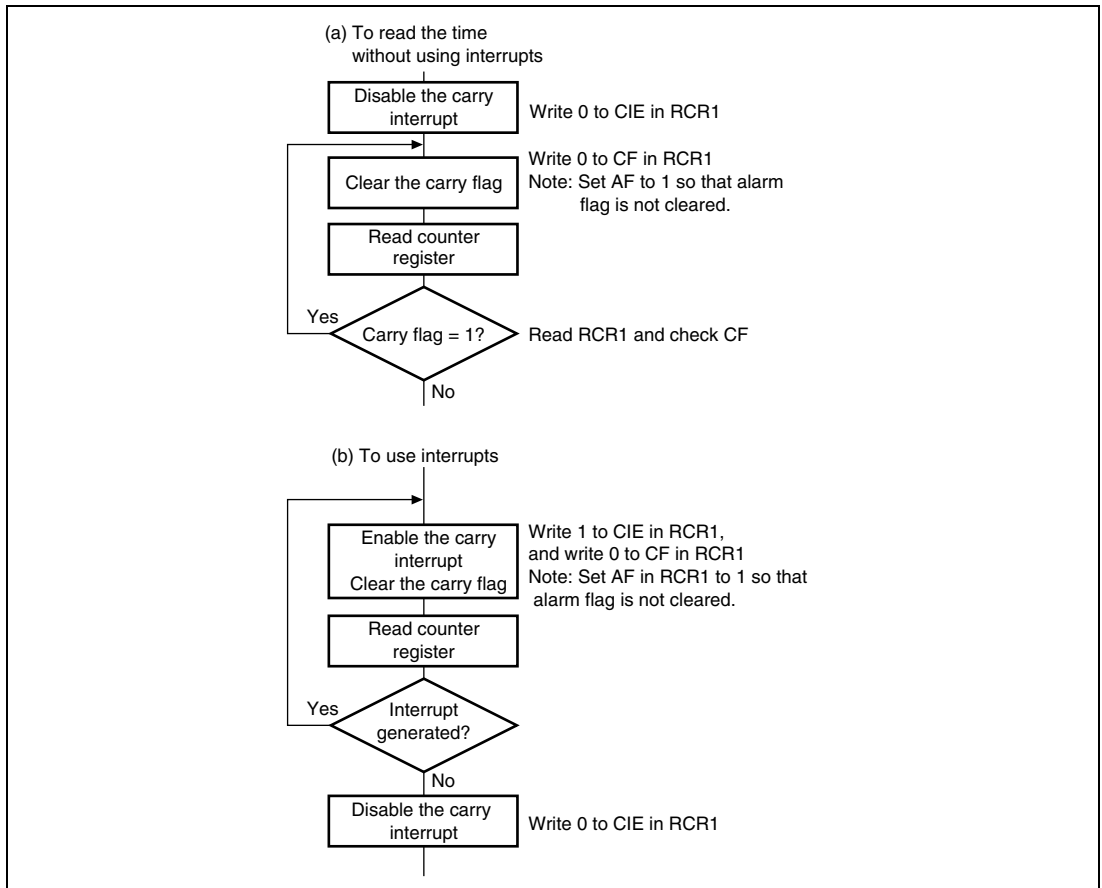 (a) To read the time
without using interrupts
Disable the carry
interrupt
Write 0 to CIE in RCR1
Clear the carry flag
Write 0 to CF in RCR1
Note: Set AF to 1 so that alarm
flag is not cleared.
Read counter
register
Yes
Carry flag = 1?
Read RCR1 and check CF
No
(b) To use interrupts
Enable the carry
interrupt
Clear the carry flag
Write 1 to CIE in RCR1,
and write 0 to CF in RCR1
Note: Set AF in RCR1 to 1 so that
alarm flag is not cleared.
Read counter
register
Yes
Interrupt
generated?
No
Disable the carry
interrupt
Write 0 to CIE in RCR1